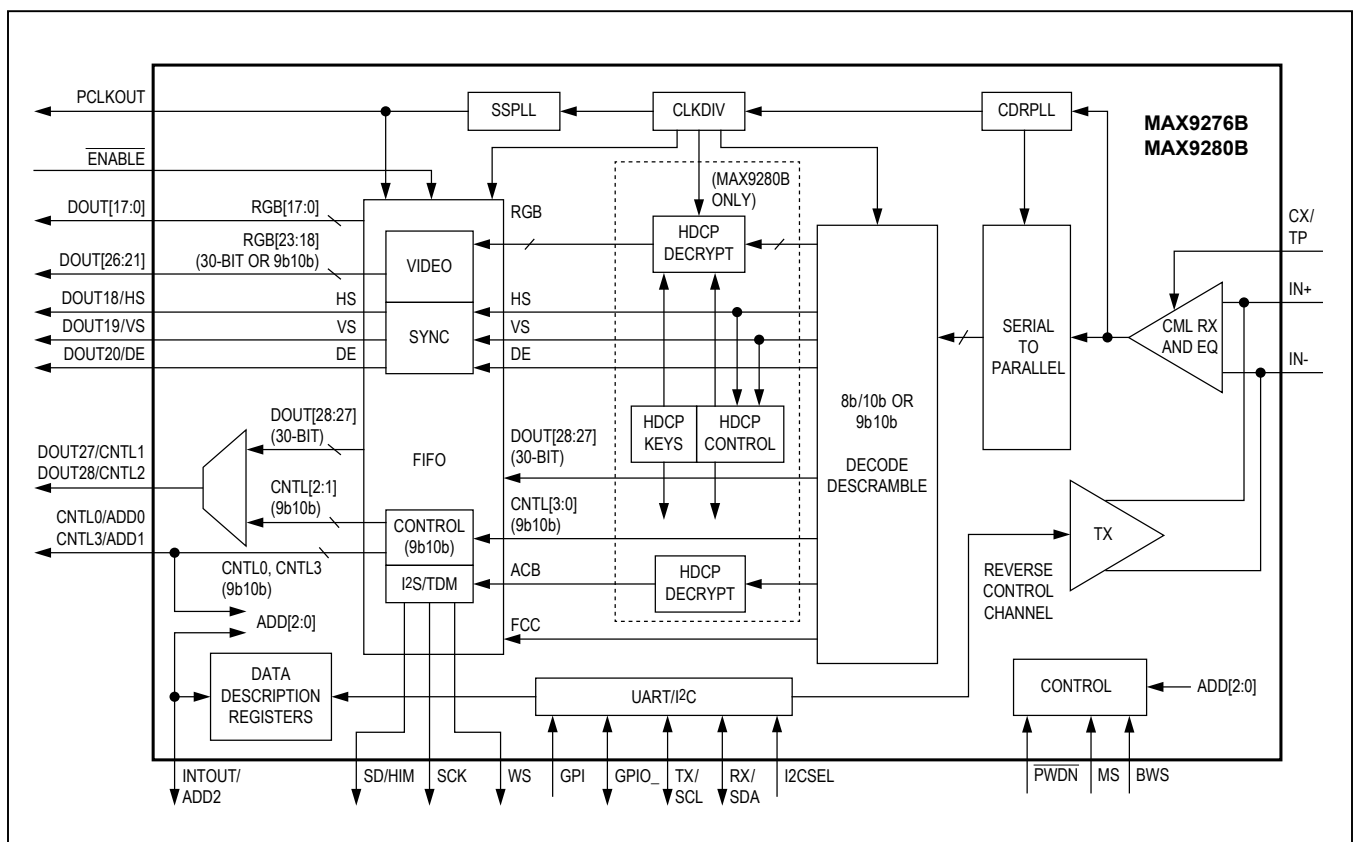 PCLKOUT
SSPLL
CLKDIV
CDRPLL
MAX9276B
MAX9280B
ENABLE
(MAX9280B
ONLY)
DOUT[17:0]
RGB[17:0]
RGB
HDCP
DECRYPT
CX/
TP
RGB[23:18]
(30-BIT OR 9b10b)
DOUT[26:21]
VIDEO
IN+
DOUT18/HS
HS
HS
DOUT19/VS
VS
SYNC
VS
DOUT20/DE
DE
DE
SERIAL
TO
PARALLEL
CML RX
AND EQ
IN-
DOUT[28:27]
(30-BIT)
HDCP
KEYS
HDCP
CONTROL
8b/10b OR
9b10b
DECODE
DESCRAMBLE
DOUT27/CNTL1
DOUT28/CNTL2
FIFO
DOUT[28:27]
(30-BIT)
CNTL[2:1]
(9b10b)
CNTL[3:0]
(9b10b)
CNTL0/ADD0
CNTL3/ADD1
CONTROL
(9b10b)
TX
CNTL0, CNTL3
(9b10b)
I²S/TDM
ACB
HDCP
DECRYPT
REVERSE
CONTROL
CHANNEL
ADD[2:0]
FCC
DATA
DESCRIPTION
REGISTERS
UART/I²C
CONTROL
ADD[2:0]
INTOUT/
ADD2
SD/HIM
SCK
WS
GPI
GPIO_
TX/
SCL
RX/
SDA
I2CSEL
PWDN
MS
BWS